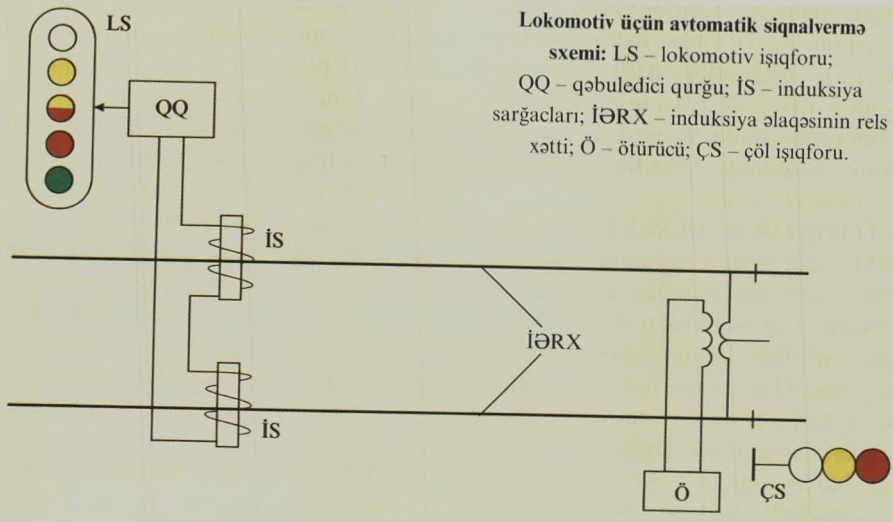 LS
Lokomotiv üçün avtomatik siqnalvermə
sxemi: LS – lokomotiv işıqforu;
QQ – qəbuledici qurğu; İS – induksiya
sarğacları; İƏRX – induksiya əlaqəsinin rels
xətti; Ö – ötürücü; ÇS – çöl işıqforu.
QQ
İS
İƏRX
İS
Ö
ÇS